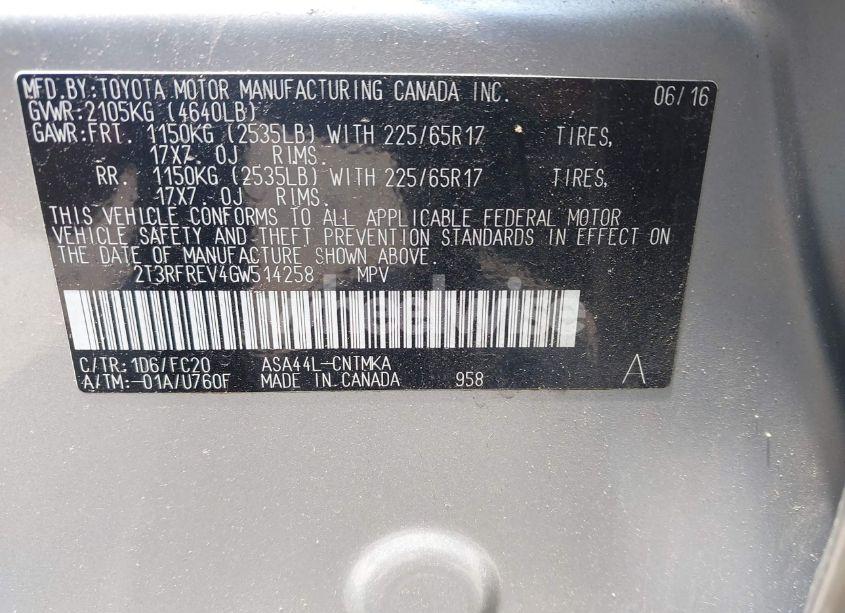 MFD.BY:TOYOTA MOTOR MANUFACTURING CANADA INC. 06/16
GVWR:2105KG (4640LB)
GAWR:FRT. 1150KG (2535LB) WITH 225/65R17 TIRES,
17X7.0J RIMS.
RR. 1150KG (2535LB) WITH 225/65R17 TIRES,
17X7.0J RIMS.
THIS VEHICLE CONFORMS TO ALL APPLICABLE FEDERAL MOTOR
VEHICLE SAFETY AND THEFT PREVENTION STANDARDS IN EFFECT ON
THE DATE OF MANUFACTURE SHOWN ABOVE.
2T3RFREV4GW514258 MPV
C/TR:1D6/FC20 ASA44L-CNTMKA
A/TM:-01A/U760F MADE IN CANADA 958 A